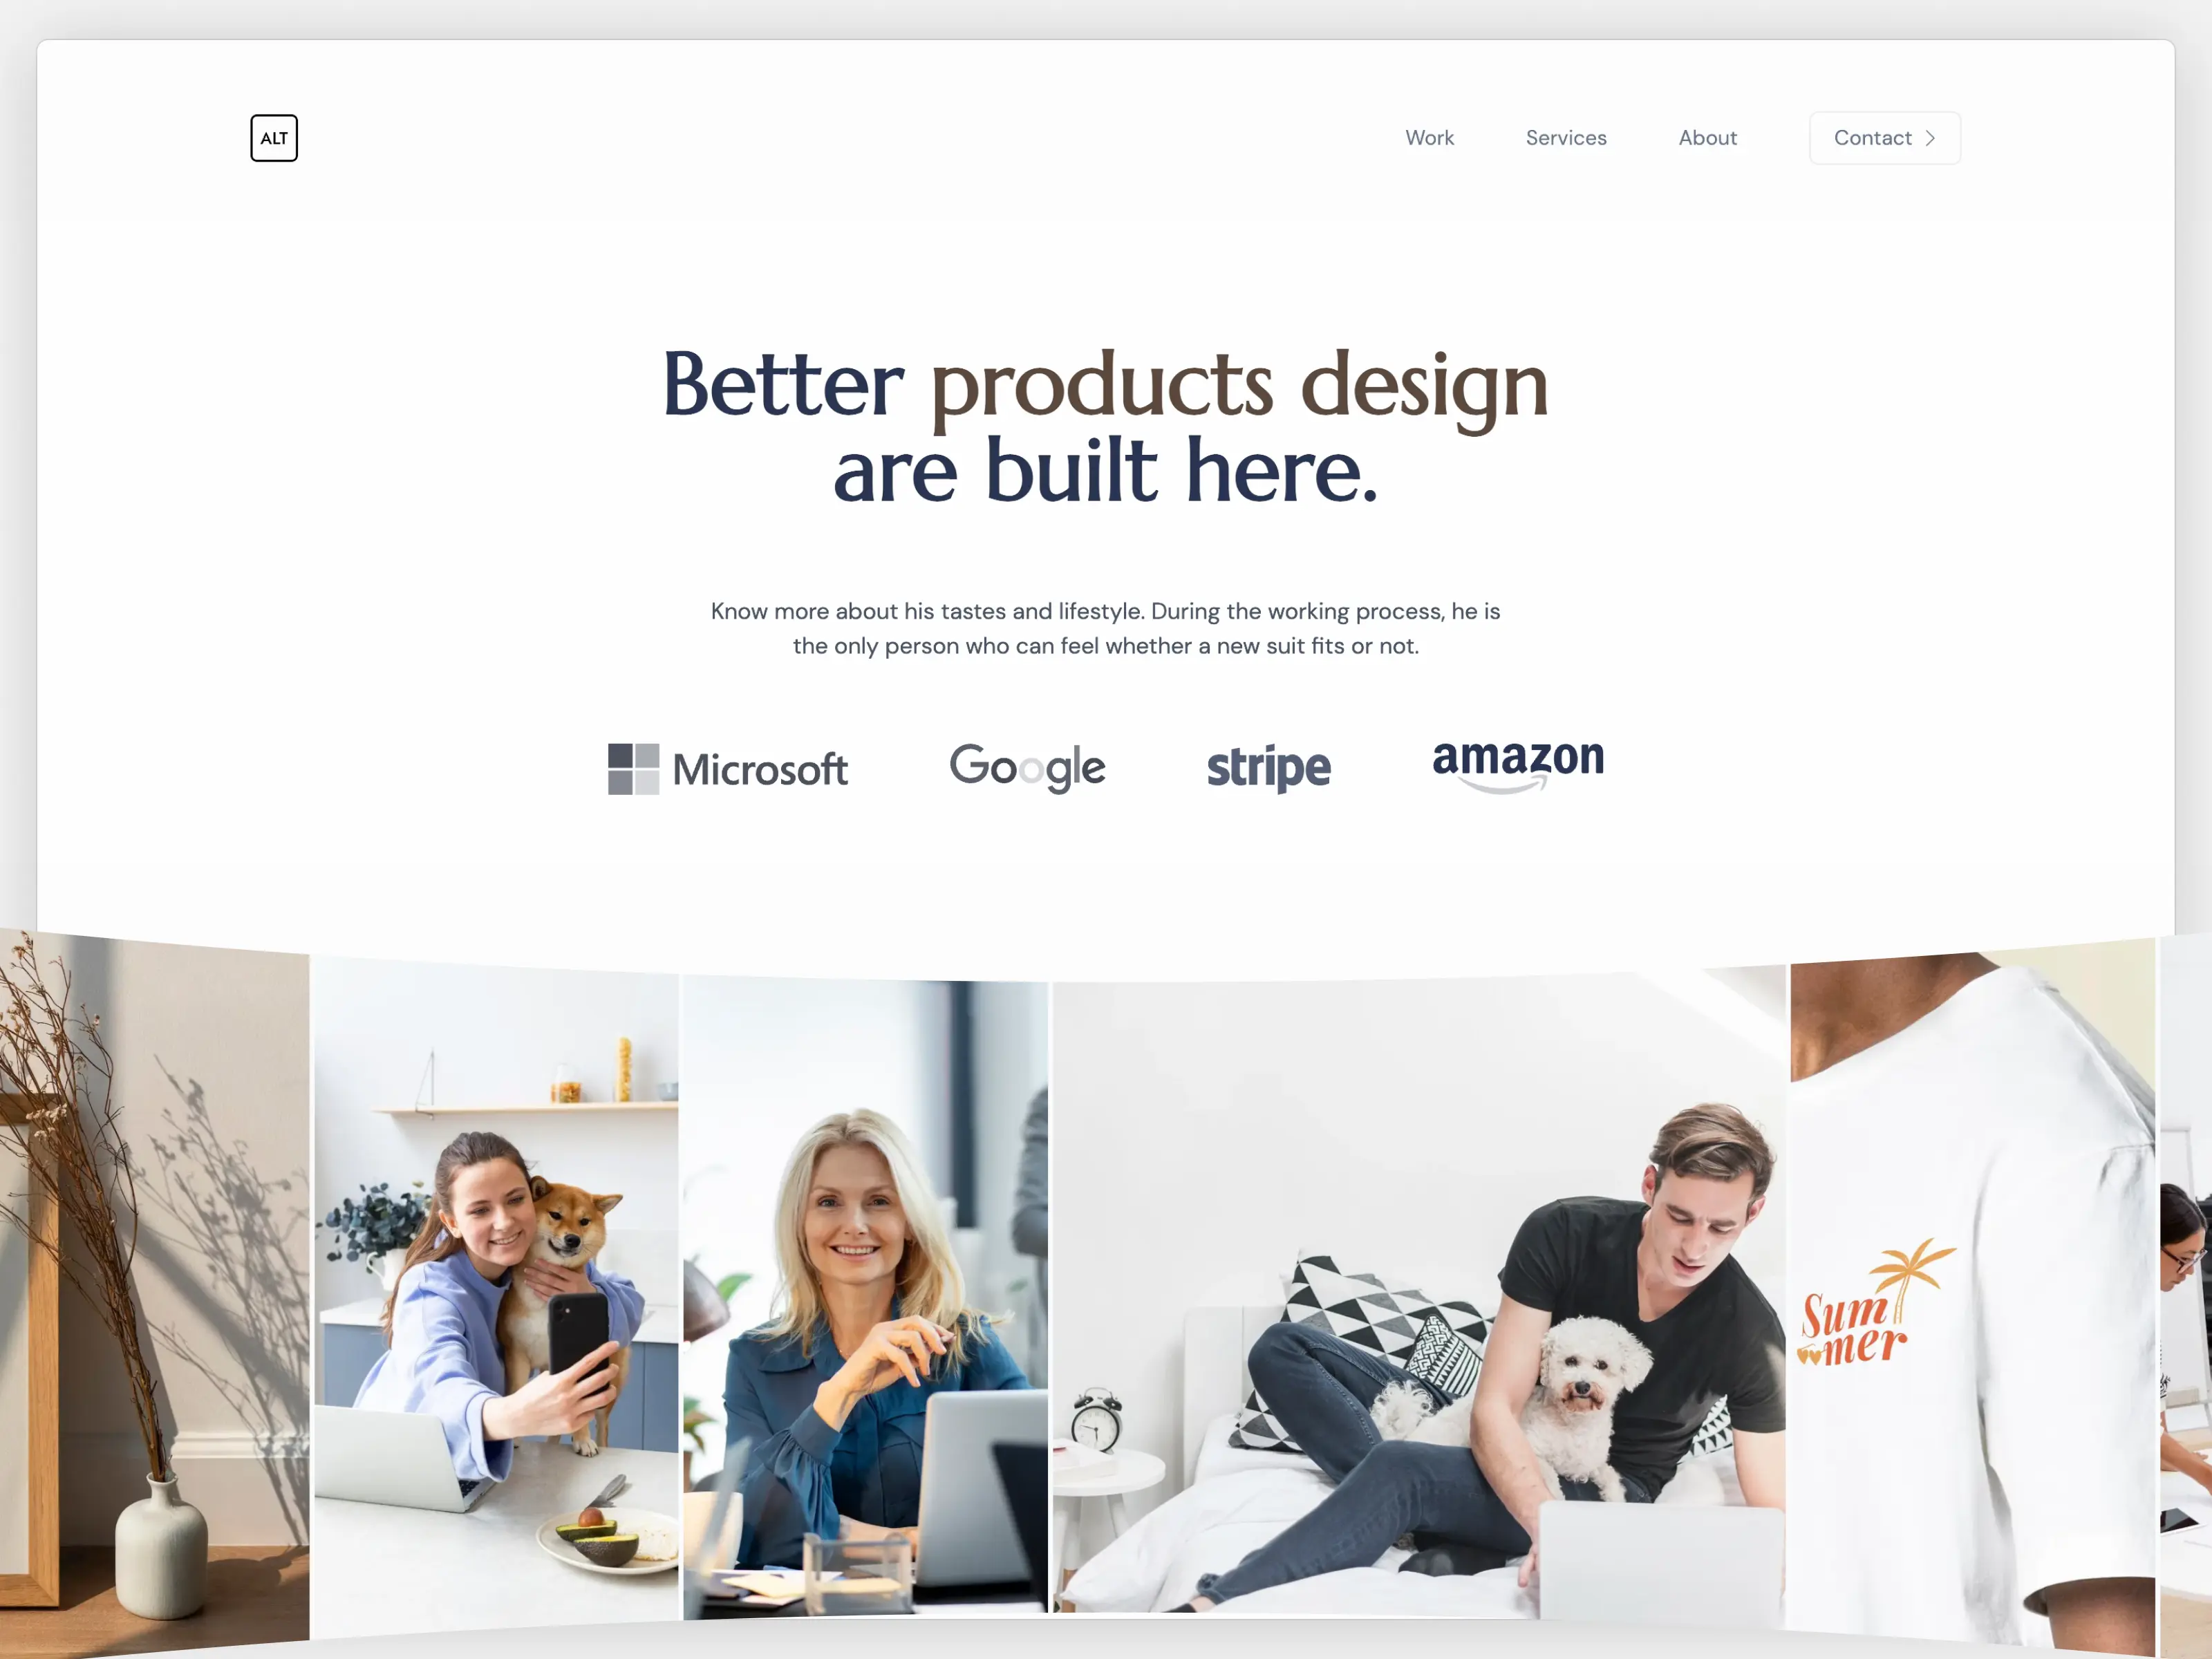 ALT
Work Services About Contact
Better products design
are built here.
Know more about his tastes and lifestyle. During the working process, he is
the only person who can feel whether a new suit fits or not.
Microsoft Google stripe amazon
Sum
mer